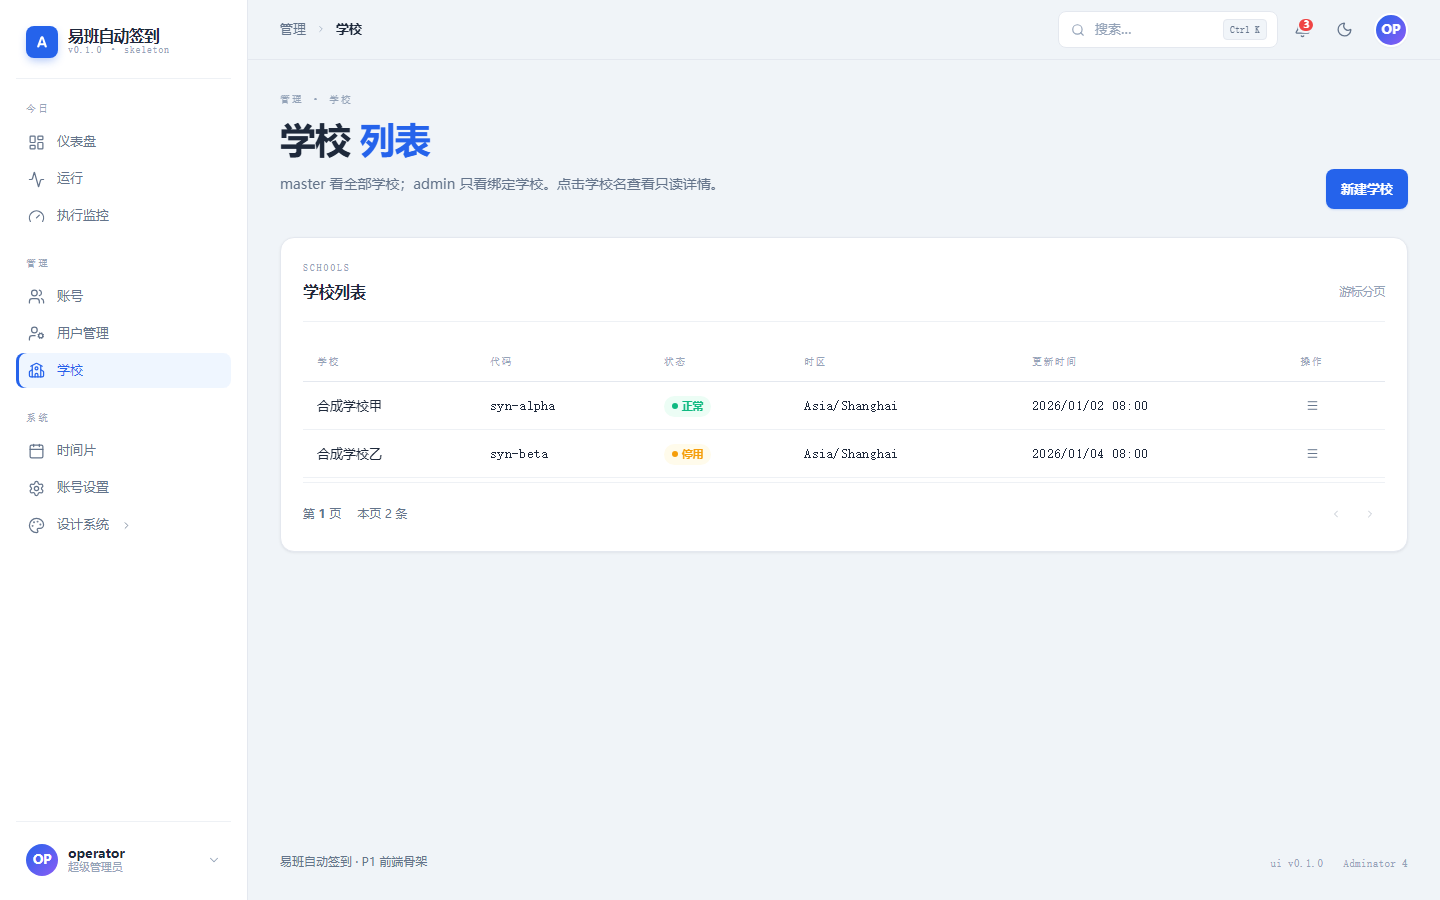 A
易班自动签到
v0.1.0 • skeleton
今日
仪表盘
运行
执行监控
管理
账号
用户管理
学校
系统
时间片
账号设置
设计系统
OP
operator
超级管理员
管理 › 学校
搜索... Ctrl K
3
OP
管理 • 学校
学校 列表
master 看全部学校；admin 只看绑定学校。点击学校名查看只读详情。
新建学校
SCHOOLS
学校列表
游标分页
学校 代码 状态 时区 更新时间 操作
合成学校甲 syn-alpha 正常 Asia/Shanghai 2026/01/02 08:00
合成学校乙 syn-beta 停用 Asia/Shanghai 2026/01/04 08:00
第 1 页 本页 2 条
易班自动签到 · P1 前端骨架
ui v0.1.0 Adminator 4